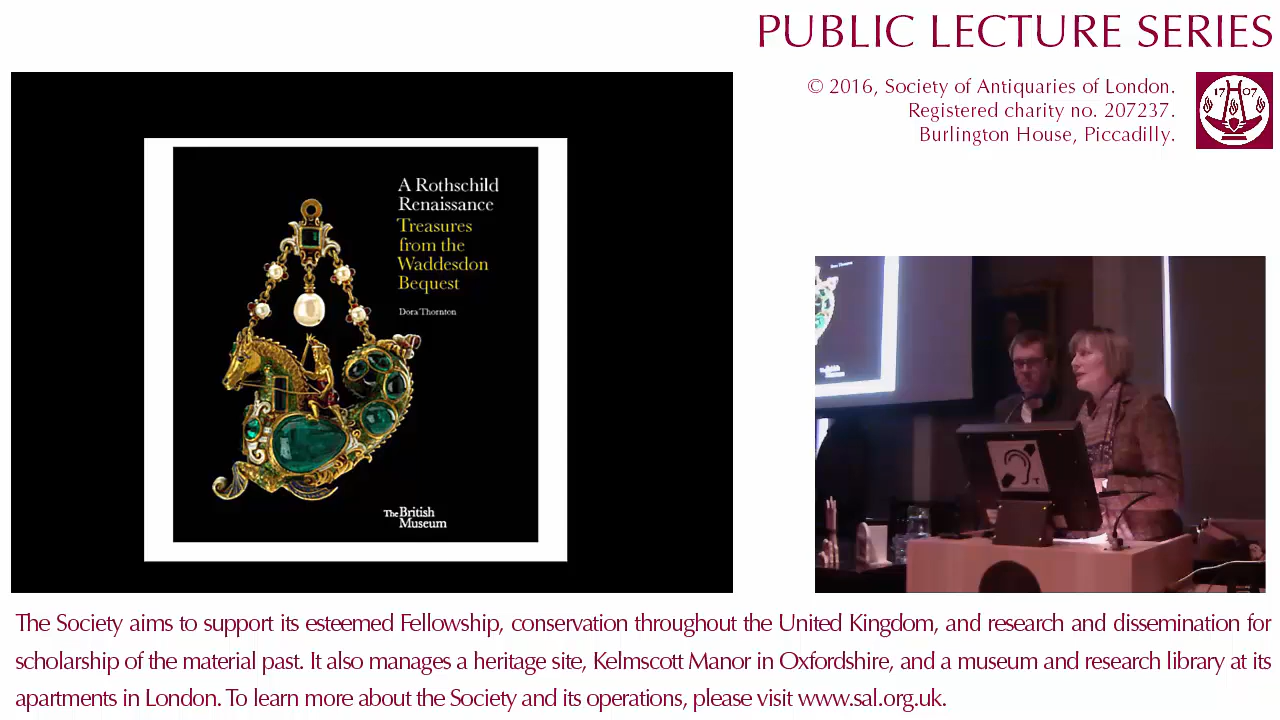 PUBLIC LECTURE SERIES
© 2016, Society of Antiquaries of London.
Registered charity no. 207237.
Burlington House, Piccadilly.
17 07
A Rothschild
Renaissance
Treasures
from the
Waddesdon
Bequest
Dora Thornton
The British
Museum
The Society aims to support its esteemed Fellowship, conservation throughout the United Kingdom, and research and dissemination for
scholarship of the material past. It also manages a heritage site, Kelmscott Manor in Oxfordshire, and a museum and research library at its
apartments in London. To learn more about the Society and its operations, please visit www.sal.org.uk.